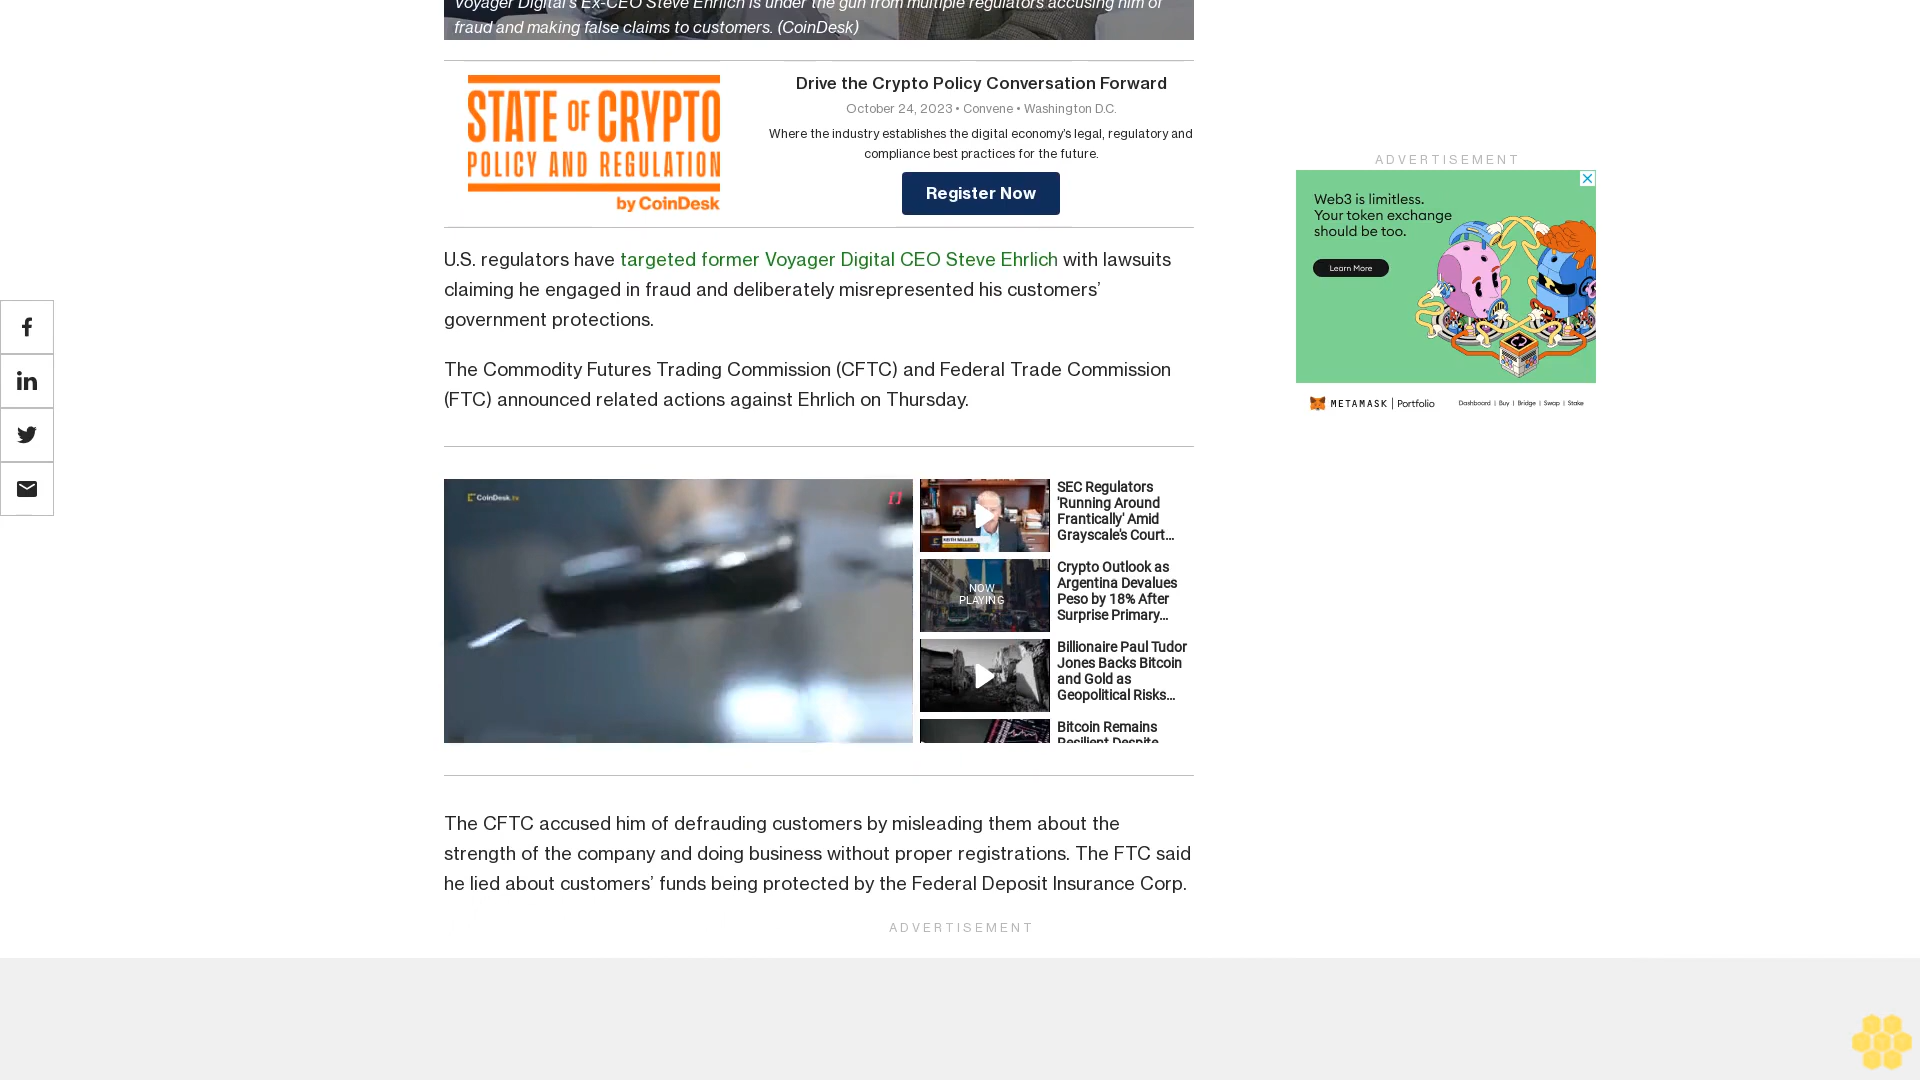 Voyager Digital's Ex-CEO Steve Ehrlich is under the gun from multiple regulators accusing him of
fraud and making false claims to customers. (CoinDesk)
STATE OF CRYPTO
POLICY AND REGULATION
by CoinDesk
Drive the Crypto Policy Conversation Forward
October 24, 2023 • Convene • Washington D.C.
Where the industry establishes the digital economy's legal, regulatory and
compliance best practices for the future.
Register Now
ADVERTISEMENT
Web3 is limitless.
Your token exchange
should be too.
Learn More
METAMASK | Portfolio
Dashboard | Buy | Bridge | Swap | Stake
U.S. regulators have targeted former Voyager Digital CEO Steve Ehrlich with lawsuits
claiming he engaged in fraud and deliberately misrepresented his customers’
government protections.
The Commodity Futures Trading Commission (CFTC) and Federal Trade Commission
(FTC) announced related actions against Ehrlich on Thursday.
CoinDesk.tv
KEITH MILLER
SEC Regulators
'Running Around
Frantically' Amid
Grayscale's Court...
NOW
PLAYING
Crypto Outlook as
Argentina Devalues
Peso by 18% After
Surprise Primary...
Billionaire Paul Tudor
Jones Backs Bitcoin
and Gold as
Geopolitical Risks...
Bitcoin Remains
Resilient Despite
The CFTC accused him of defrauding customers by misleading them about the
strength of the company and doing business without proper registrations. The FTC said
he lied about customers’ funds being protected by the Federal Deposit Insurance Corp.
ADVERTISEMENT